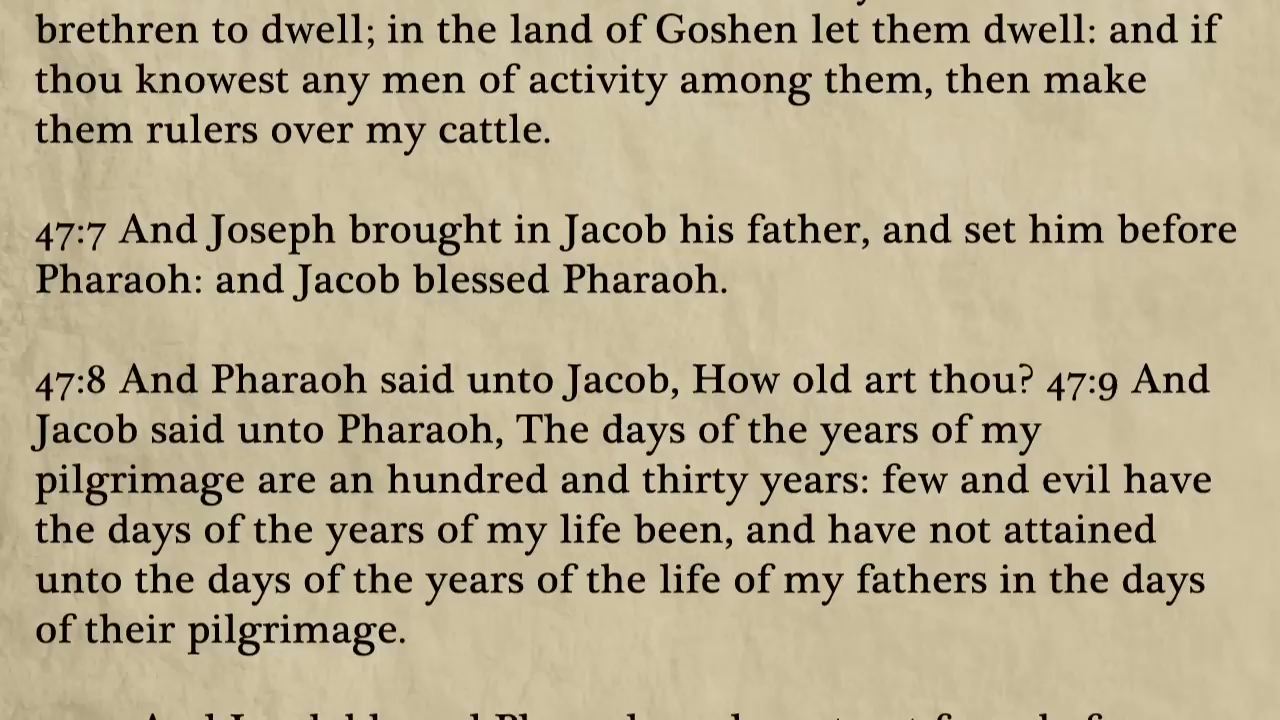 brethren to dwell; in the land of Goshen let them dwell: and if
thou knowest any men of activity among them, then make
them rulers over my cattle.
47:7 And Joseph brought in Jacob his father, and set him before
Pharaoh: and Jacob blessed Pharaoh.
47:8 And Pharaoh said unto Jacob, How old art thou? 47:9 And
Jacob said unto Pharaoh, The days of the years of my
pilgrimage are an hundred and thirty years: few and evil have
the days of the years of my life been, and have not attained
unto the days of the years of the life of my fathers in the days
of their pilgrimage.